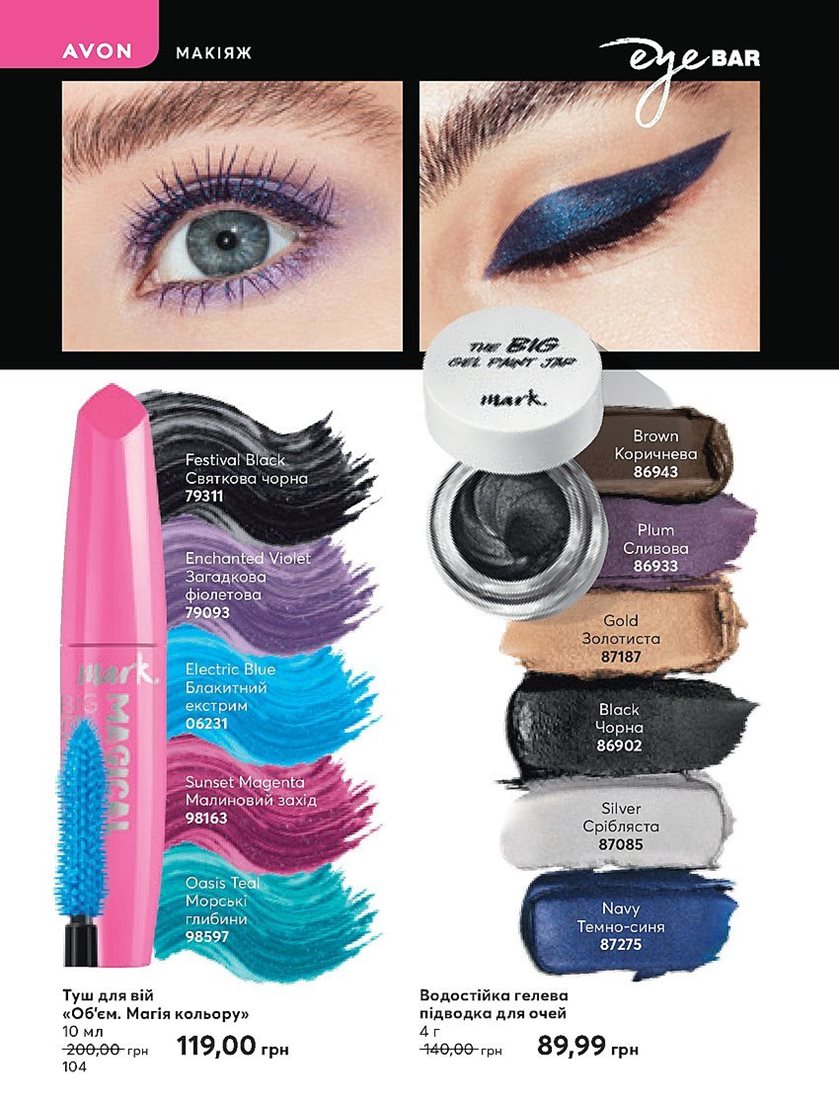 AVON
МАКІЯЖ
eye BAR
THE BIG
GEL PAINT JAR
mark.
Festival Black
Святкова чорна
79311
Enchanted Violet
Загадкова
фіолетова
79093
Electric Blue
Блакитний
екстрим
06231
Sunset Magenta
Малиновий захід
98163
Oasis Teal
Морські
глибини
98597
mark.
BIG
MAGICAL
Brown
Коричнева
86943
Plum
Сливова
86933
Gold
Золотиста
87187
Black
Чорна
86902
Silver
Срібляста
87085
Navy
Темно-синя
87275
Туш для вій
«Об'єм. Магія кольору»
10 мл
200,00 грн 119,00 грн
104
Водостійка гелева
підводка для очей
4 г
140,00 грн 89,99 грн